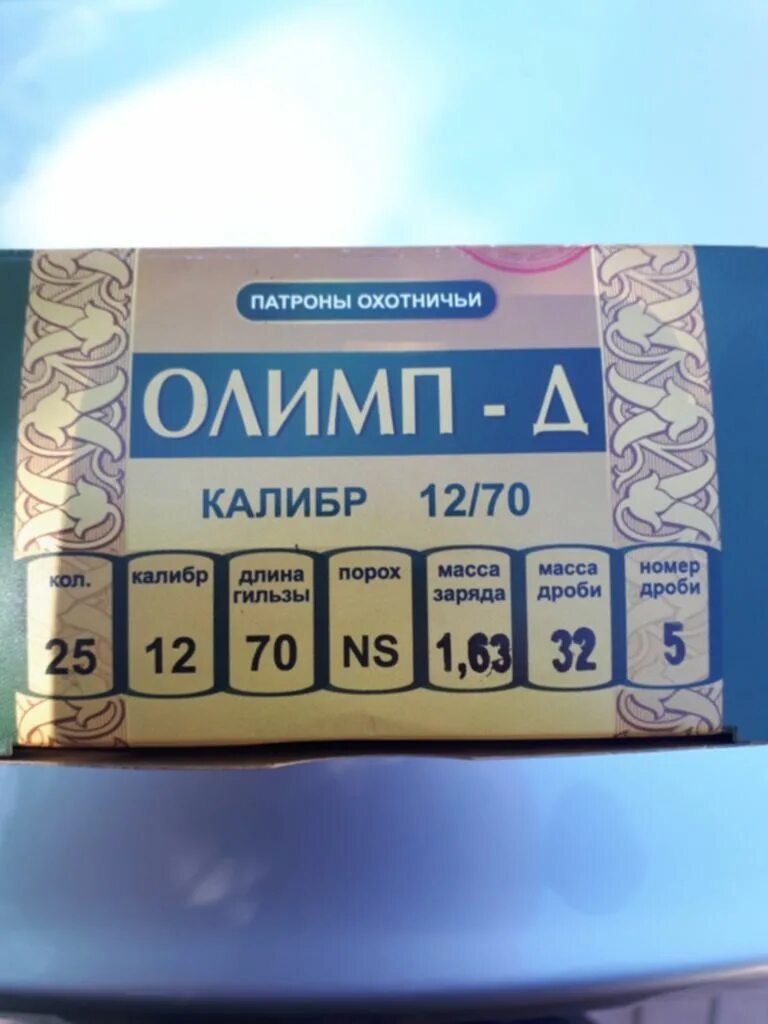 ПАТРОНЫ ОХОТНИЧЬИ
ОЛИМП - Д
КАЛИБР 12/70
кол. калибр длина гильзы порох масса заряда масса дроби номер дроби
25 12 70 NS 1,63 32 5